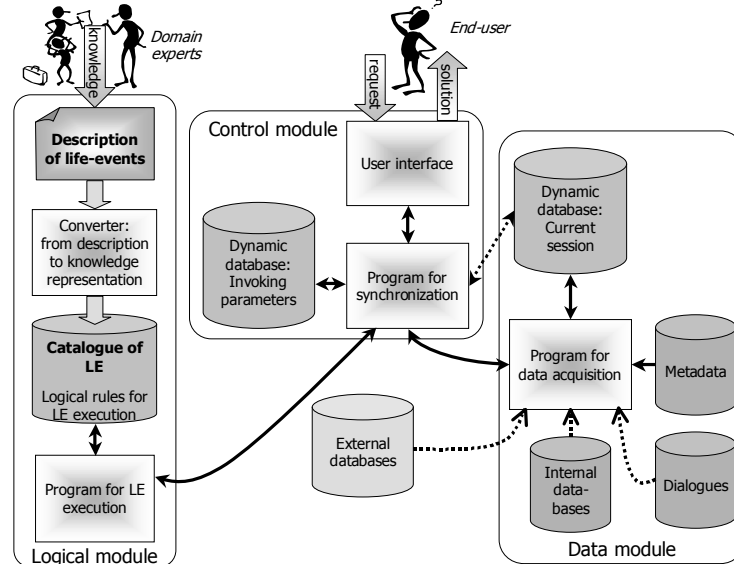 Domain
experts
knowledge
Description
of life-events
Converter:
from description
to knowledge
representation
Catalogue of
LE
Logical rules for
LE execution
Program for LE
execution
Logical module
?
End-user
request
solution
Control module
User interface
Dynamic
database:
Invoking
parameters
Program for
synchronization
External
databases
Dynamic
database:
Current
session
Program for
data acquisition
Metadata
Internal
data-
bases
Dialogues
Data module